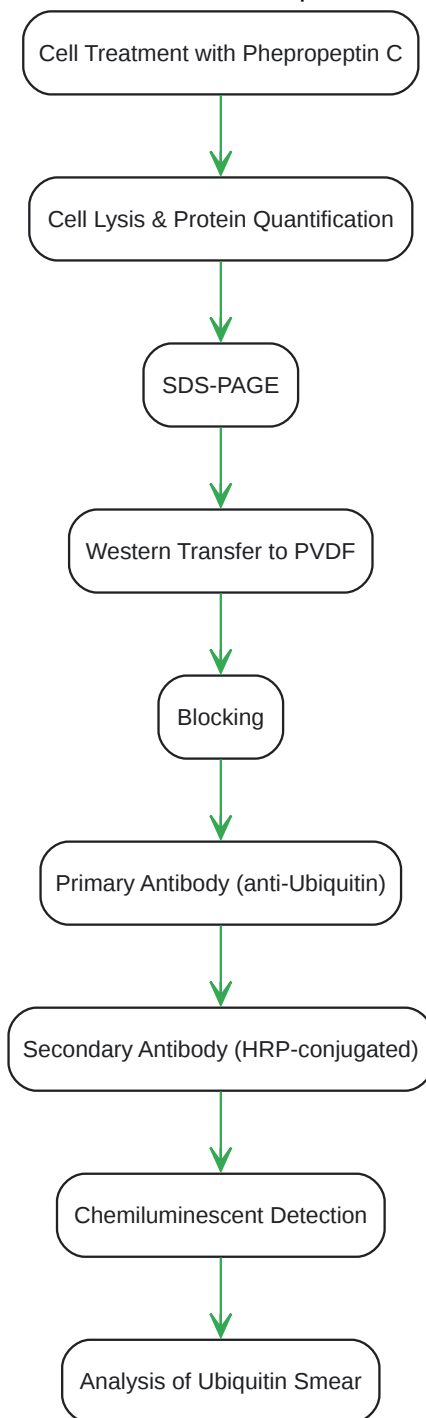 Cell Treatment with Phepropeptin C
Cell Lysis & Protein Quantification
SDS-PAGE
Western Transfer to PVDF
Blocking
Primary Antibody (anti-Ubiquitin)
Secondary Antibody (HRP-conjugated)
Chemiluminescent Detection
Analysis of Ubiquitin Smear